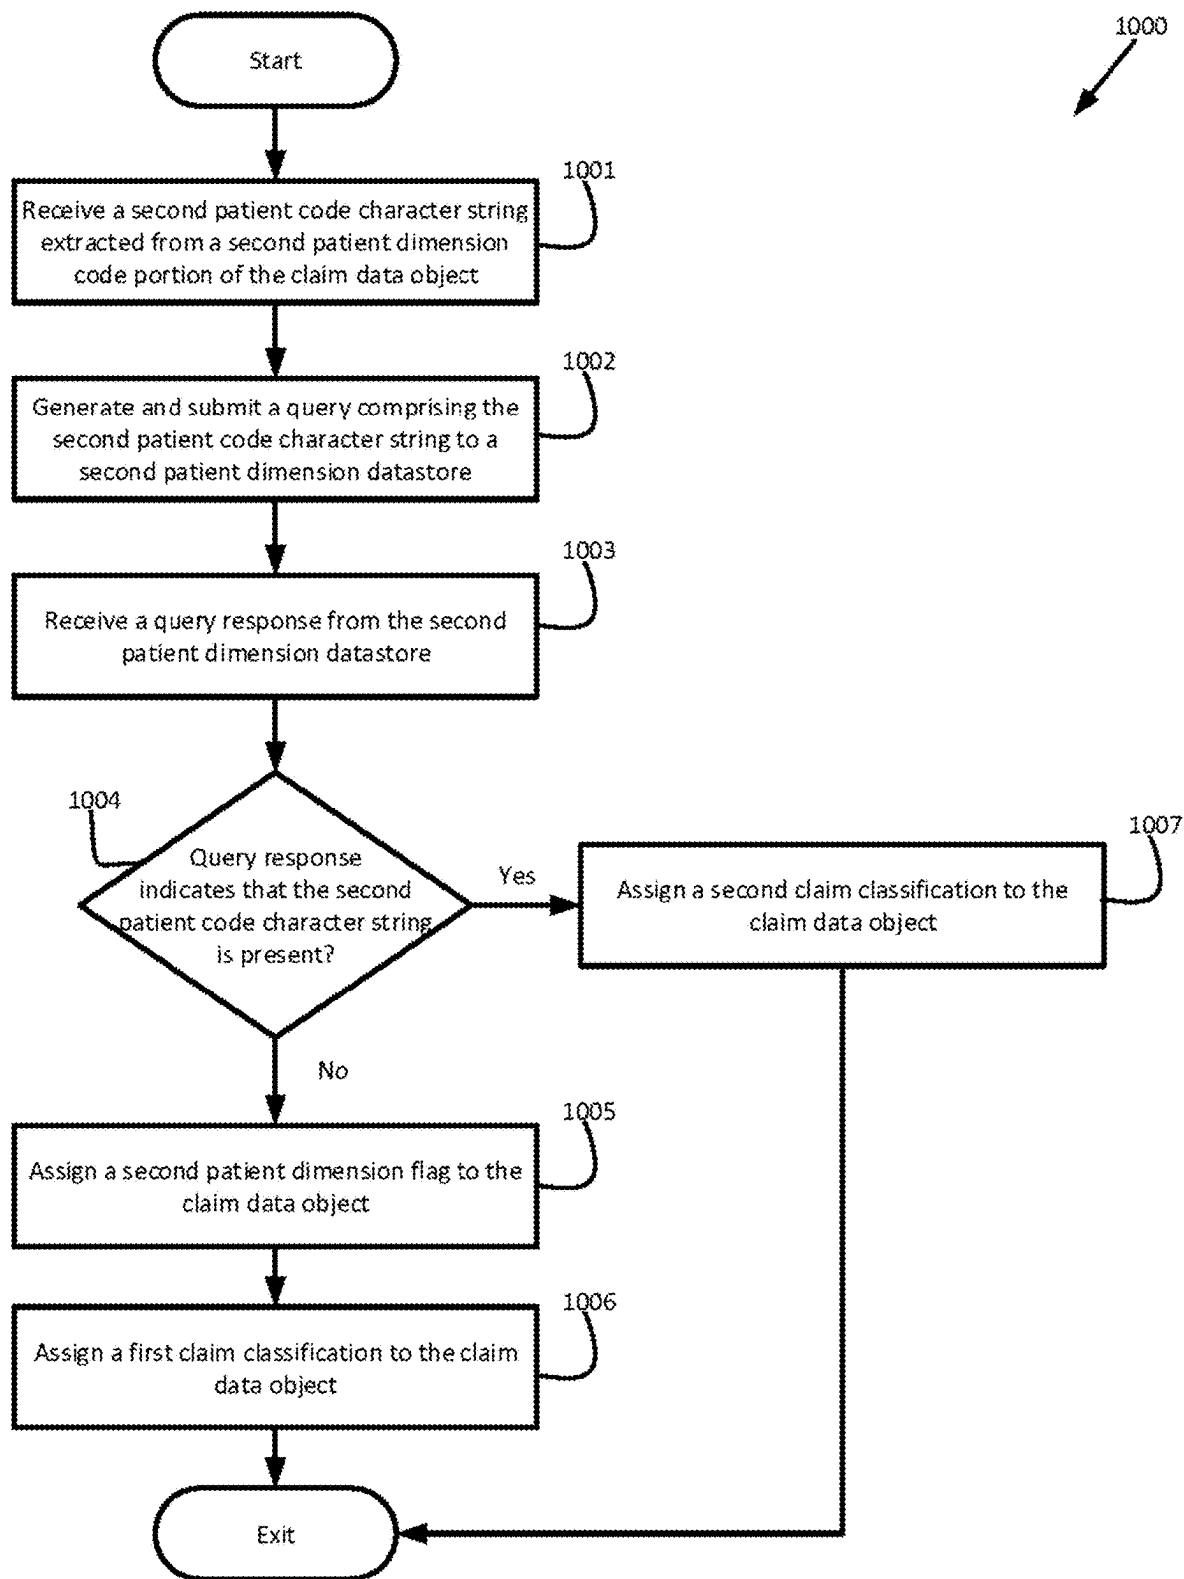 Start
1000
1001
Receive a second patient code character string
extracted from a second patient dimension
code portion of the claim data object
1002
Generate and submit a query comprising the
second patient code character string to a
second patient dimension datastore
1003
Receive a query response from the second
patient dimension datastore
1004
Query response
indicates that the second
patient code character string
is present?
Yes
1007
Assign a second claim classification to the
claim data object
No
1005
Assign a second patient dimension flag to the
claim data object
1006
Assign a first claim classification to the claim
data object
Exit